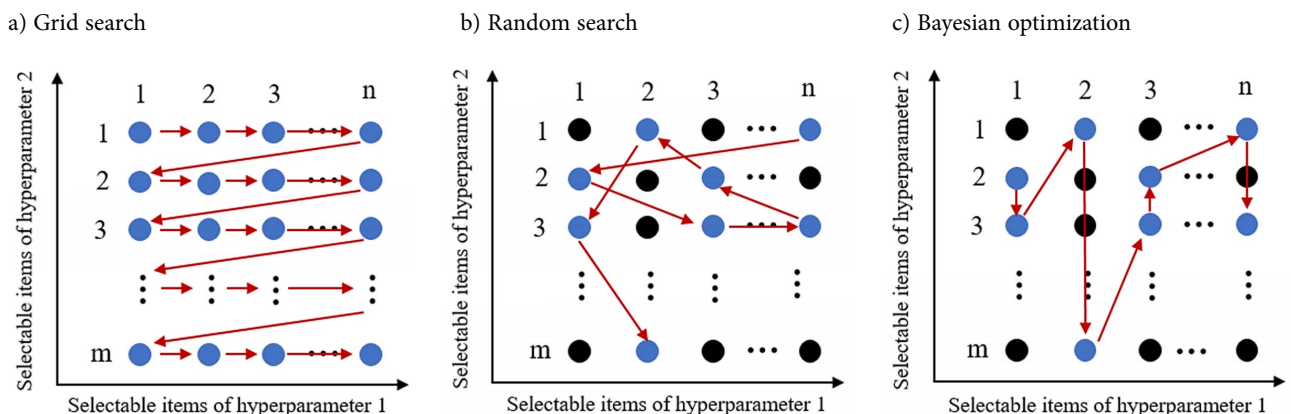 a) Grid search
b) Random search
c) Bayesian optimization
Selectable items of hyperparameter 2
1 2 3 n
1
2
3
m
Selectable items of hyperparameter 1
Selectable items of hyperparameter 2
1 2 3 n
1
2
3
m
Selectable items of hyperparameter 1
Selectable items of hyperparameter 2
1 2 3 n
1
2
3
m
Selectable items of hyperparameter 1